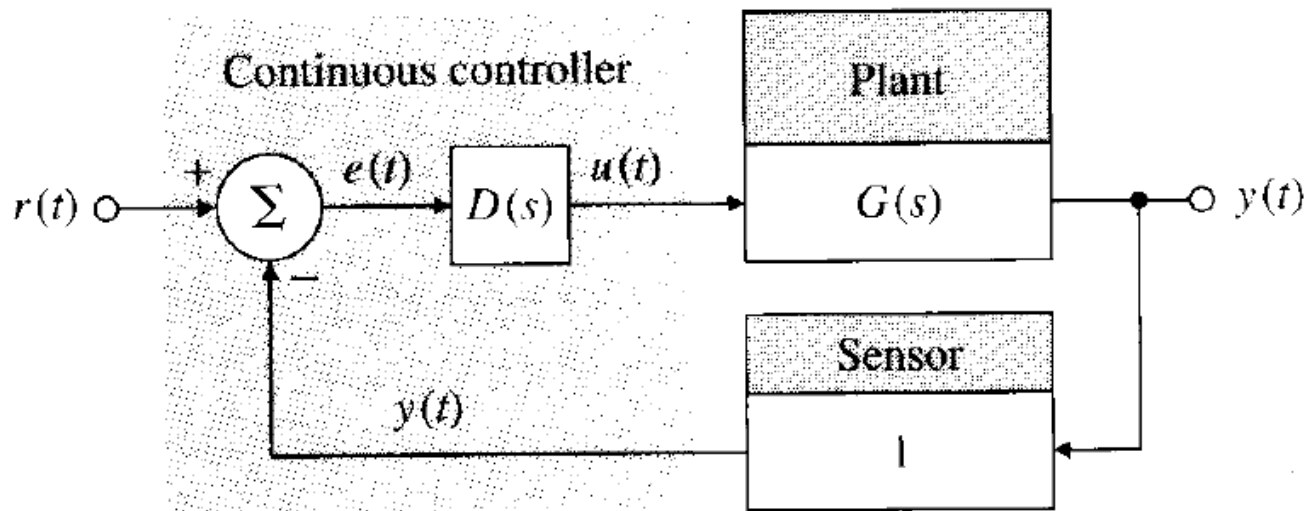 Continuous controller
Plant
r(t)
+
Σ
e(t)
D(s)
u(t)
G(s)
y(t)
−
Sensor
y(t)
1